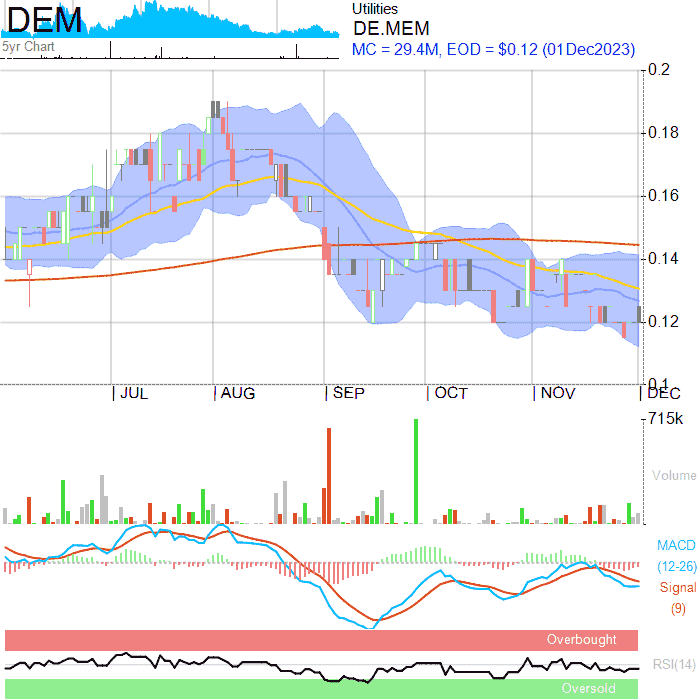 DEM
5yr Chart
Utilities
DE.MEM
MC = 29.4M, EOD = $0.12 (01Dec2023)
0.2
0.18
0.16
0.14
0.12
0.1
JUL AUG SEP OCT NOV DEC
715k
Volume
MACD
(12-26)
Signal
(9)
Overbought
RSI(14)
Oversold